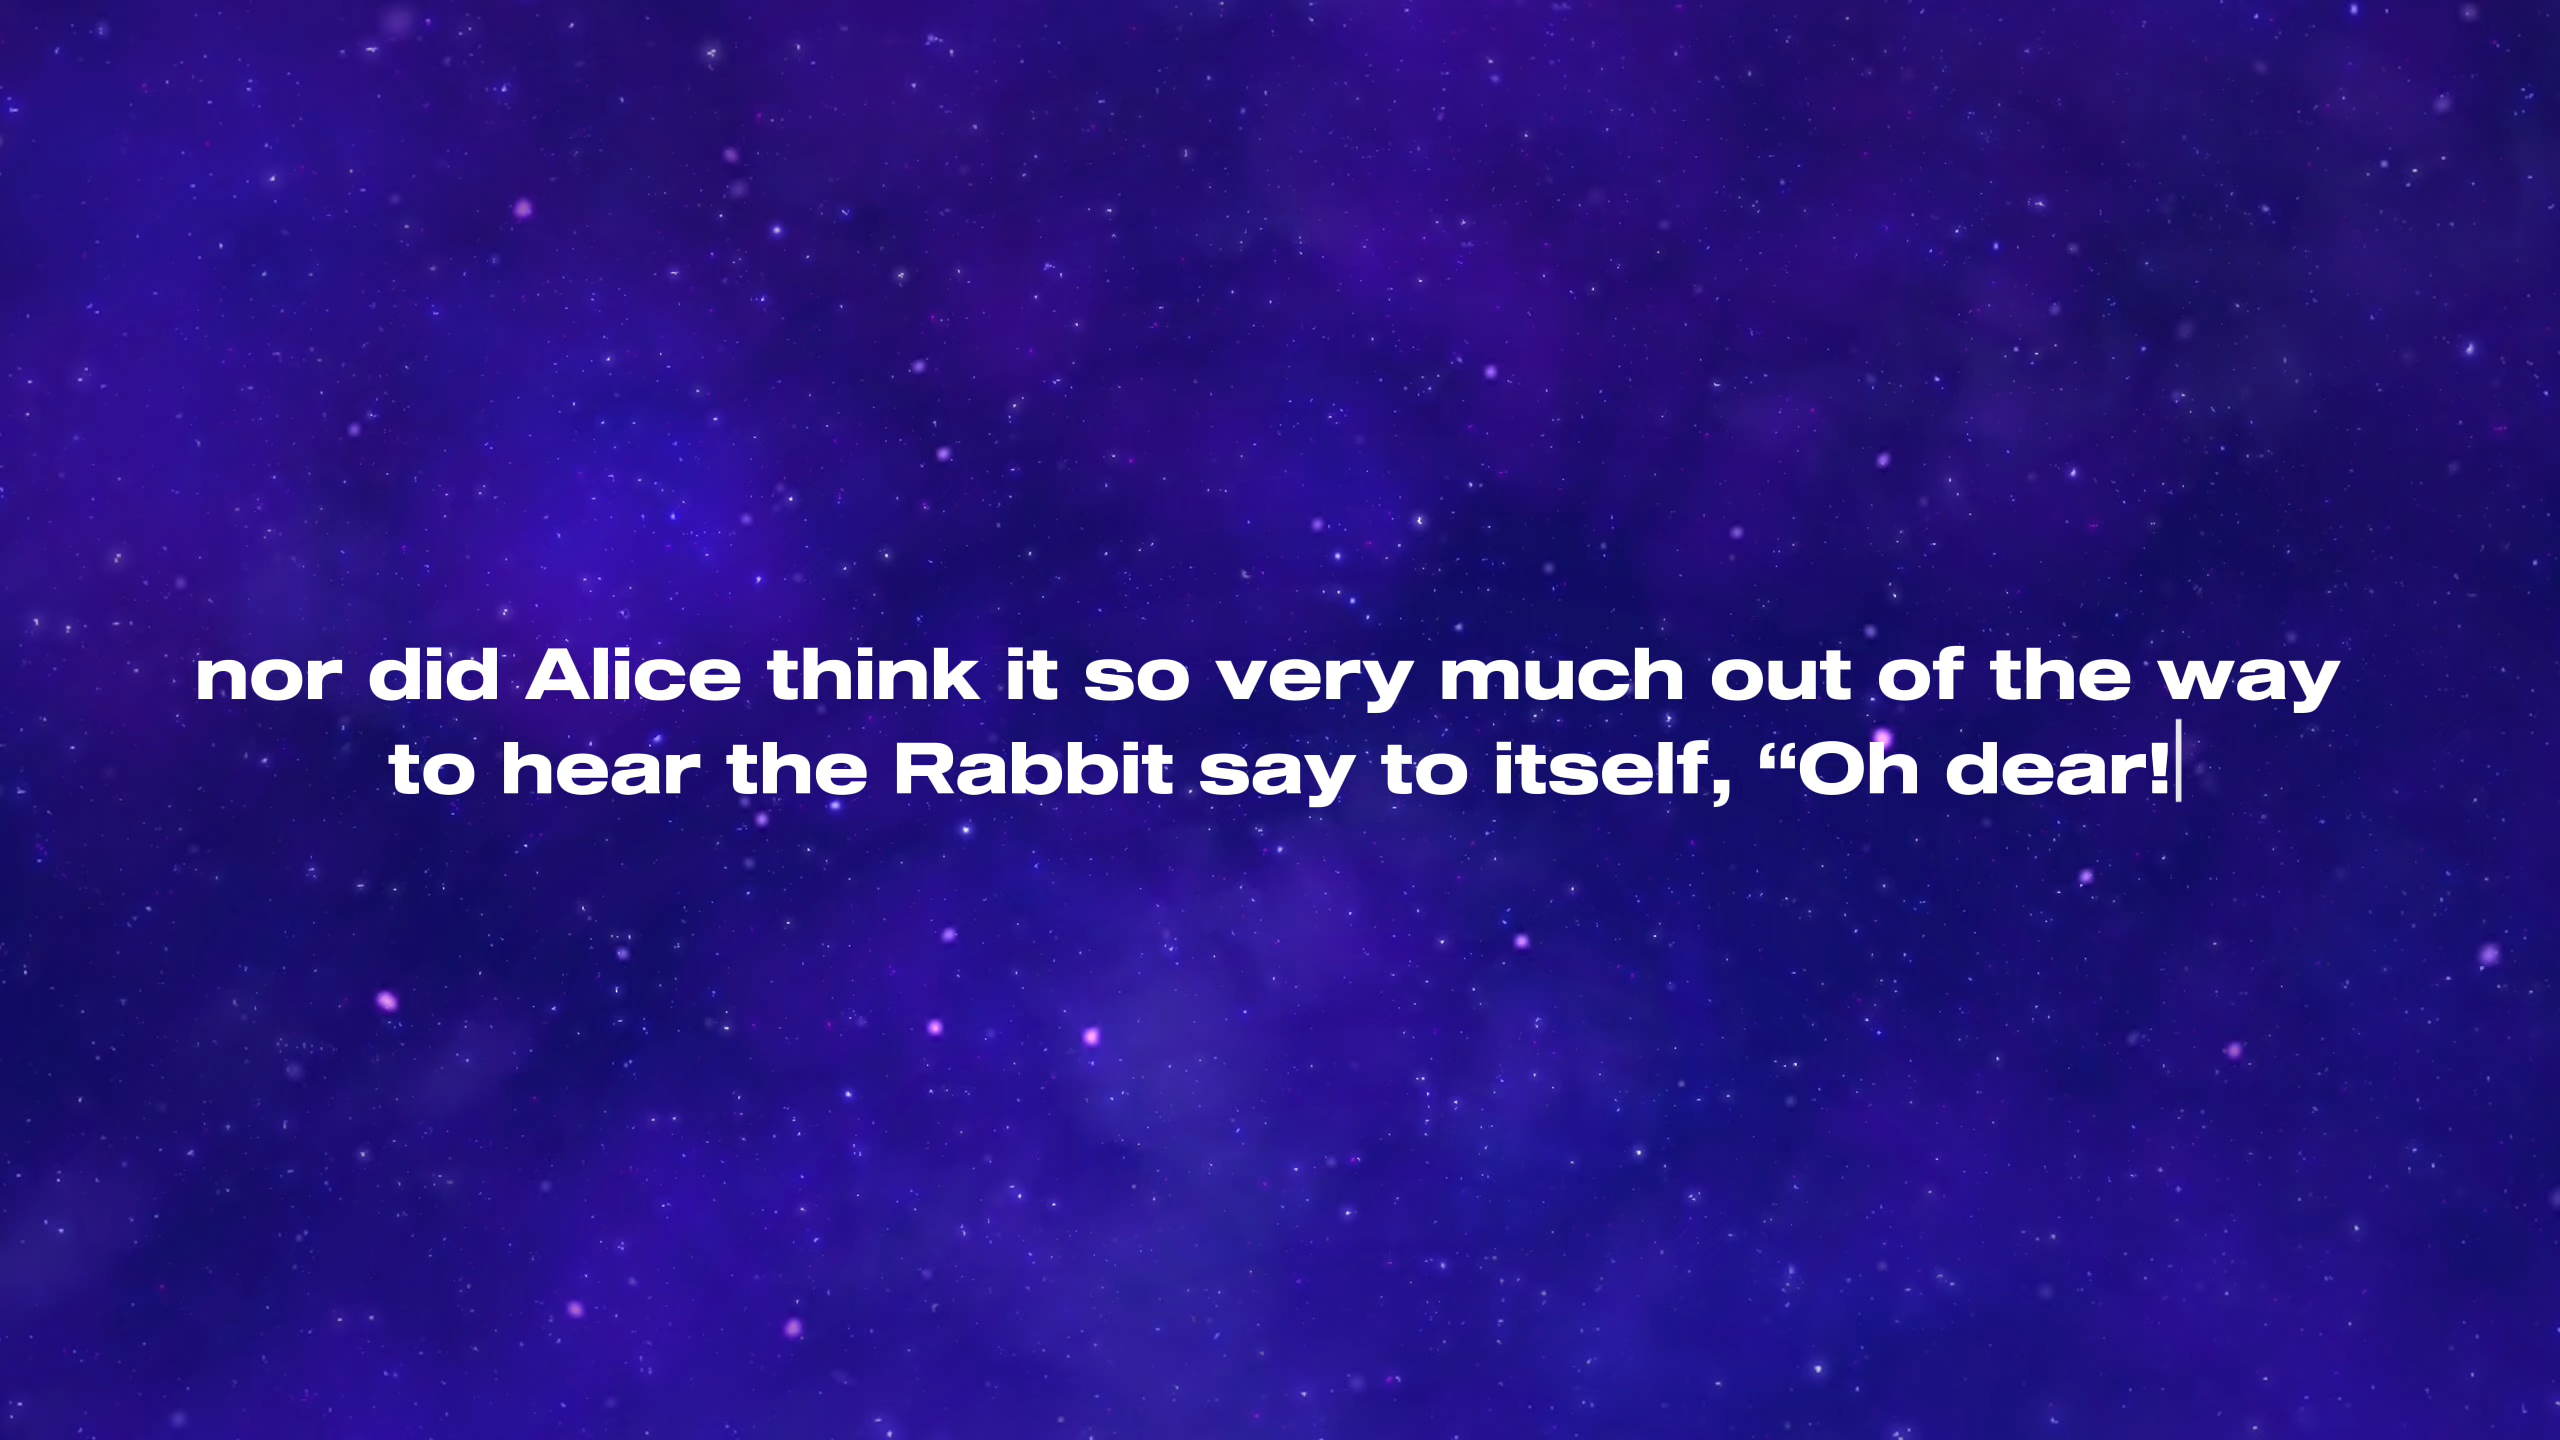 nor did Alice think it so very much out of the way
to hear the Rabbit say to itself, “Oh dear!